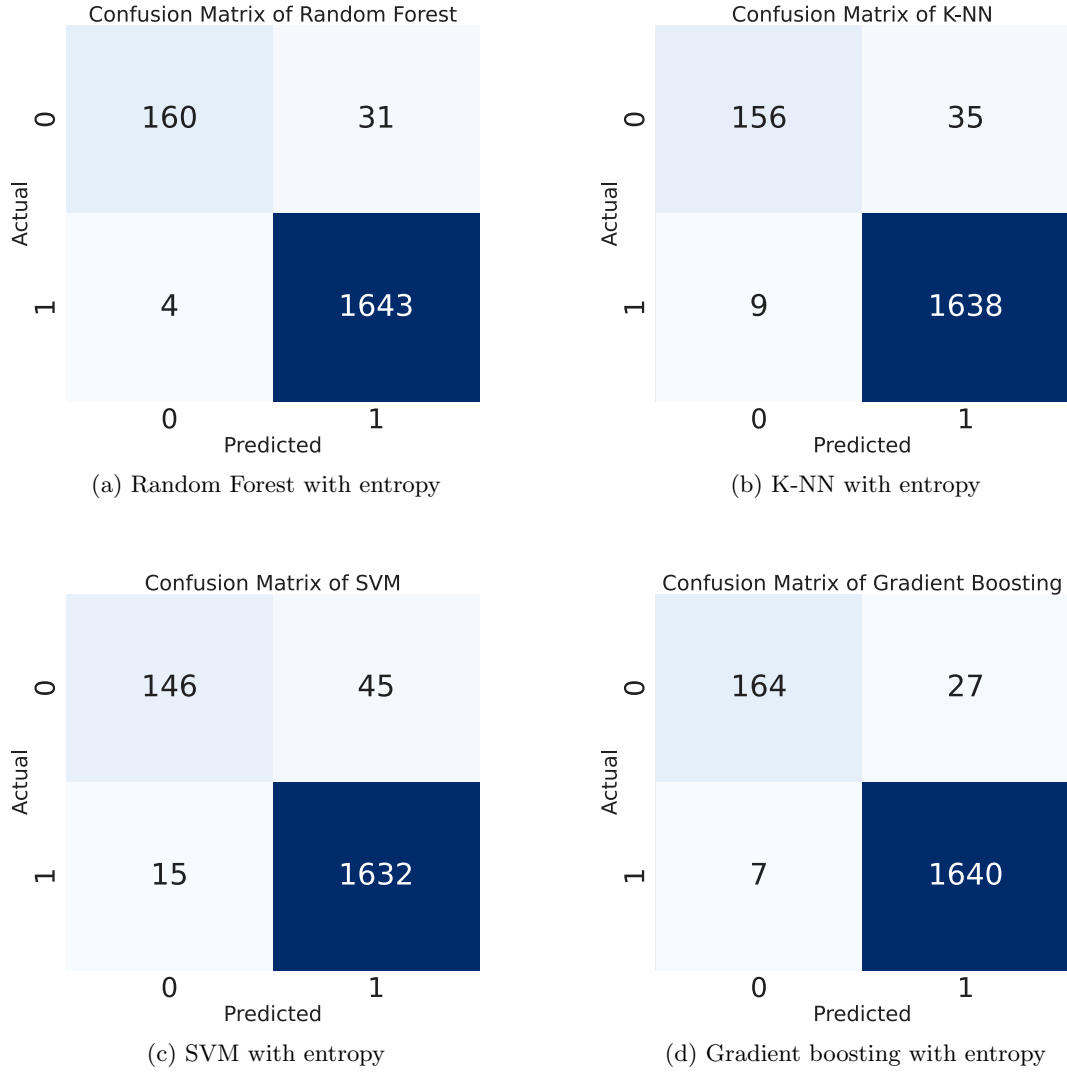 Confusion Matrix of Random Forest
0
160
31
Actual
1
4
1643
0 1
Predicted
(a) Random Forest with entropy
Confusion Matrix of K-NN
0
156
35
Actual
1
9
1638
0 1
Predicted
(b) K-NN with entropy
Confusion Matrix of SVM
0
146
45
Actual
1
15
1632
0 1
Predicted
(c) SVM with entropy
Confusion Matrix of Gradient Boosting
0
164
27
Actual
1
7
1640
0 1
Predicted
(d) Gradient boosting with entropy